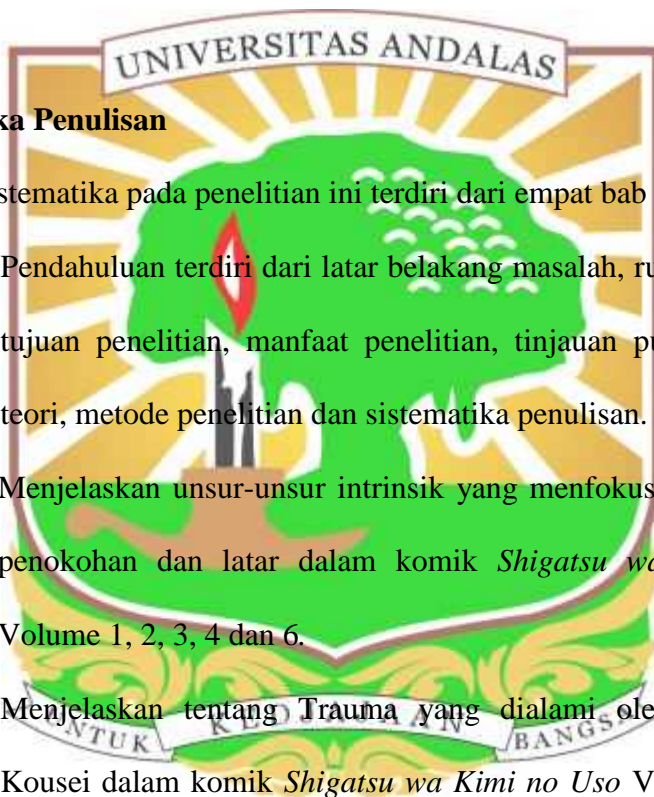 UNIVERSITAS ANDALAS
ka Penulisan
stematika pada penelitian ini terdiri dari empat bab
Pendahuluan terdiri dari latar belakang masalah, ru
tujuan penelitian, manfaat penelitian, tinjauan pu
teori, metode penelitian dan sistematika penulisan.
Menjelaskan unsur-unsur intrinsik yang menfokus
penokohan dan latar dalam komik Shigatsu wa
Volume 1, 2, 3, 4 dan 6.
Menjelaskan tentang Trauma yang dialami ole
UNTUK KEDJAJAAN BANGSA
Kousei dalam komik Shigatsu wa Kimi no Uso V